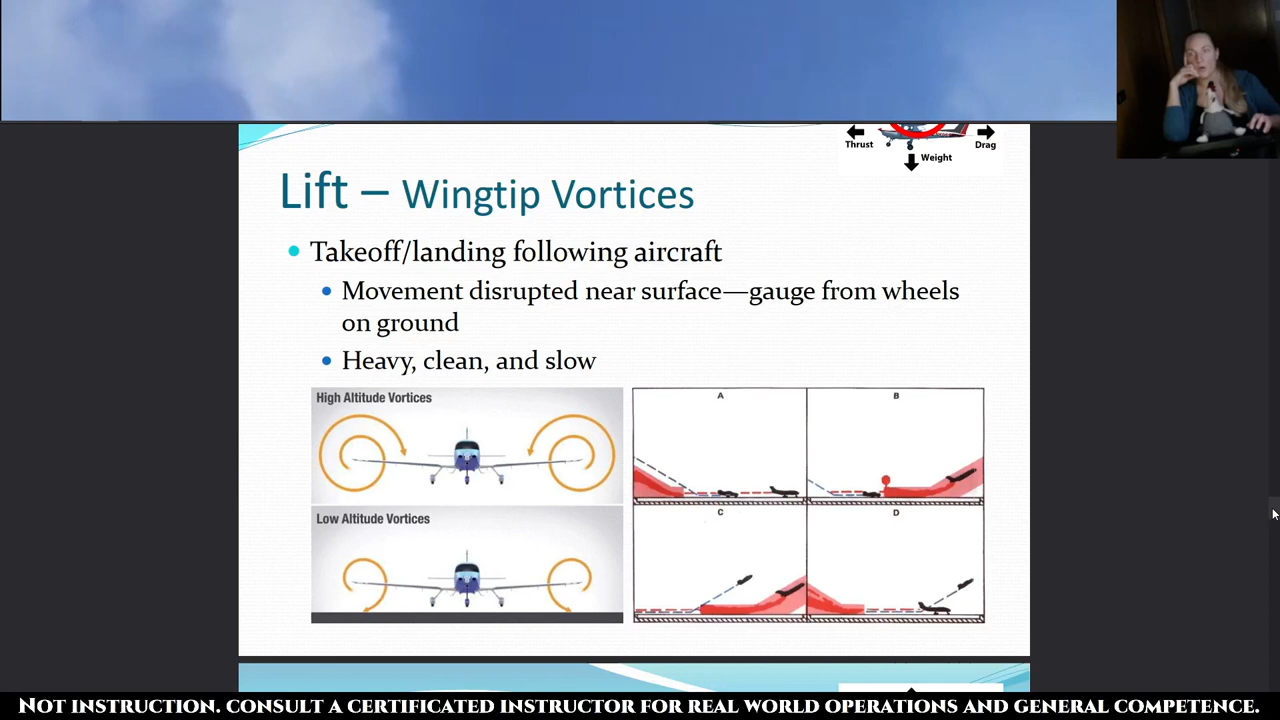 Thrust
Drag
Weight
Lift – Wingtip Vortices
Takeoff/landing following aircraft
Movement disrupted near surface—gauge from wheels
on ground
Heavy, clean, and slow
High Altitude Vortices
Low Altitude Vortices
A
B
C
D
Not instruction. Consult a certificated instructor for real world operations and general competence.